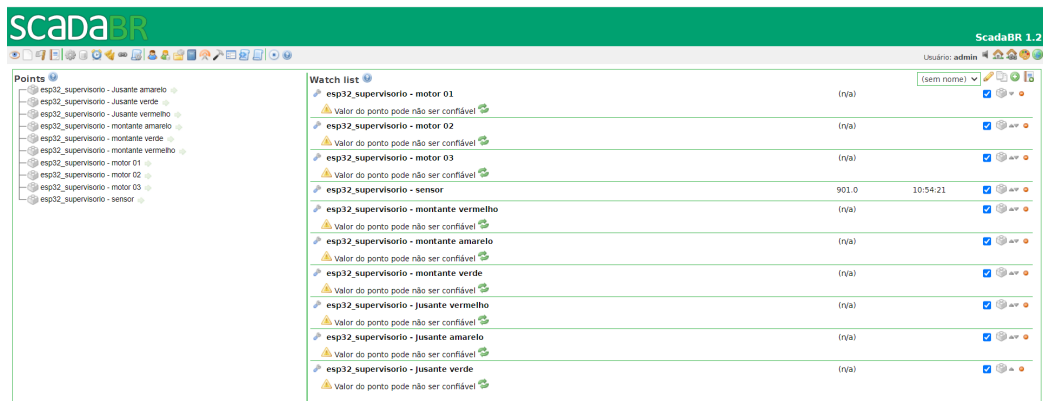 SCADABR
ScadaBR 1.2
Usuário: admin
Points
esp32_supervisorio - Jusante amarelo
esp32_supervisorio - Jusante verde
esp32_supervisorio - Jusante vermelho
esp32_supervisorio - montante amarelo
esp32_supervisorio - montante verde
esp32_supervisorio - montante vermelho
esp32_supervisorio - motor 01
esp32_supervisorio - motor 02
esp32_supervisorio - motor 03
esp32_supervisorio - sensor
Watch list
(sem nome)
esp32_supervisorio - motor 01 (n/a)
Valor do ponto pode não ser confiável
esp32_supervisorio - motor 02 (n/a)
Valor do ponto pode não ser confiável
esp32_supervisorio - motor 03 (n/a)
Valor do ponto pode não ser confiável
esp32_supervisorio - sensor 901.0 10:54:21
esp32_supervisorio - montante vermelho (n/a)
Valor do ponto pode não ser confiável
esp32_supervisorio - montante amarelo (n/a)
Valor do ponto pode não ser confiável
esp32_supervisorio - montante verde (n/a)
Valor do ponto pode não ser confiável
esp32_supervisorio - Jusante vermelho (n/a)
Valor do ponto pode não ser confiável
esp32_supervisorio - Jusante amarelo (n/a)
Valor do ponto pode não ser confiável
esp32_supervisorio - Jusante verde (n/a)
Valor do ponto pode não ser confiável